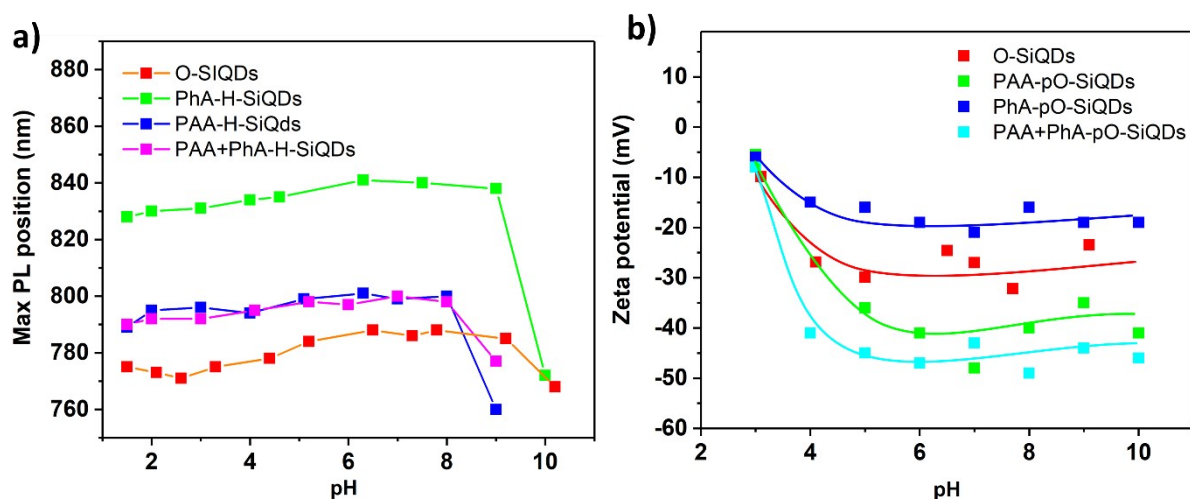 a)
880
860
840
820
800
780
760
Max PL position (nm)
O-SIQDs
PhA-H-SiQDs
PAA-H-SiQds
PAA+PhA-H-SiQDs
2 4 6 8 10
pH
b)
10
0
-10
-20
-30
-40
-50
-60
Zeta potential (mV)
O-SiQDs
PAA-pO-SiQDs
PhA-pO-SiQDs
PAA+PhA-pO-SiQDs
2 4 6 8 10
pH